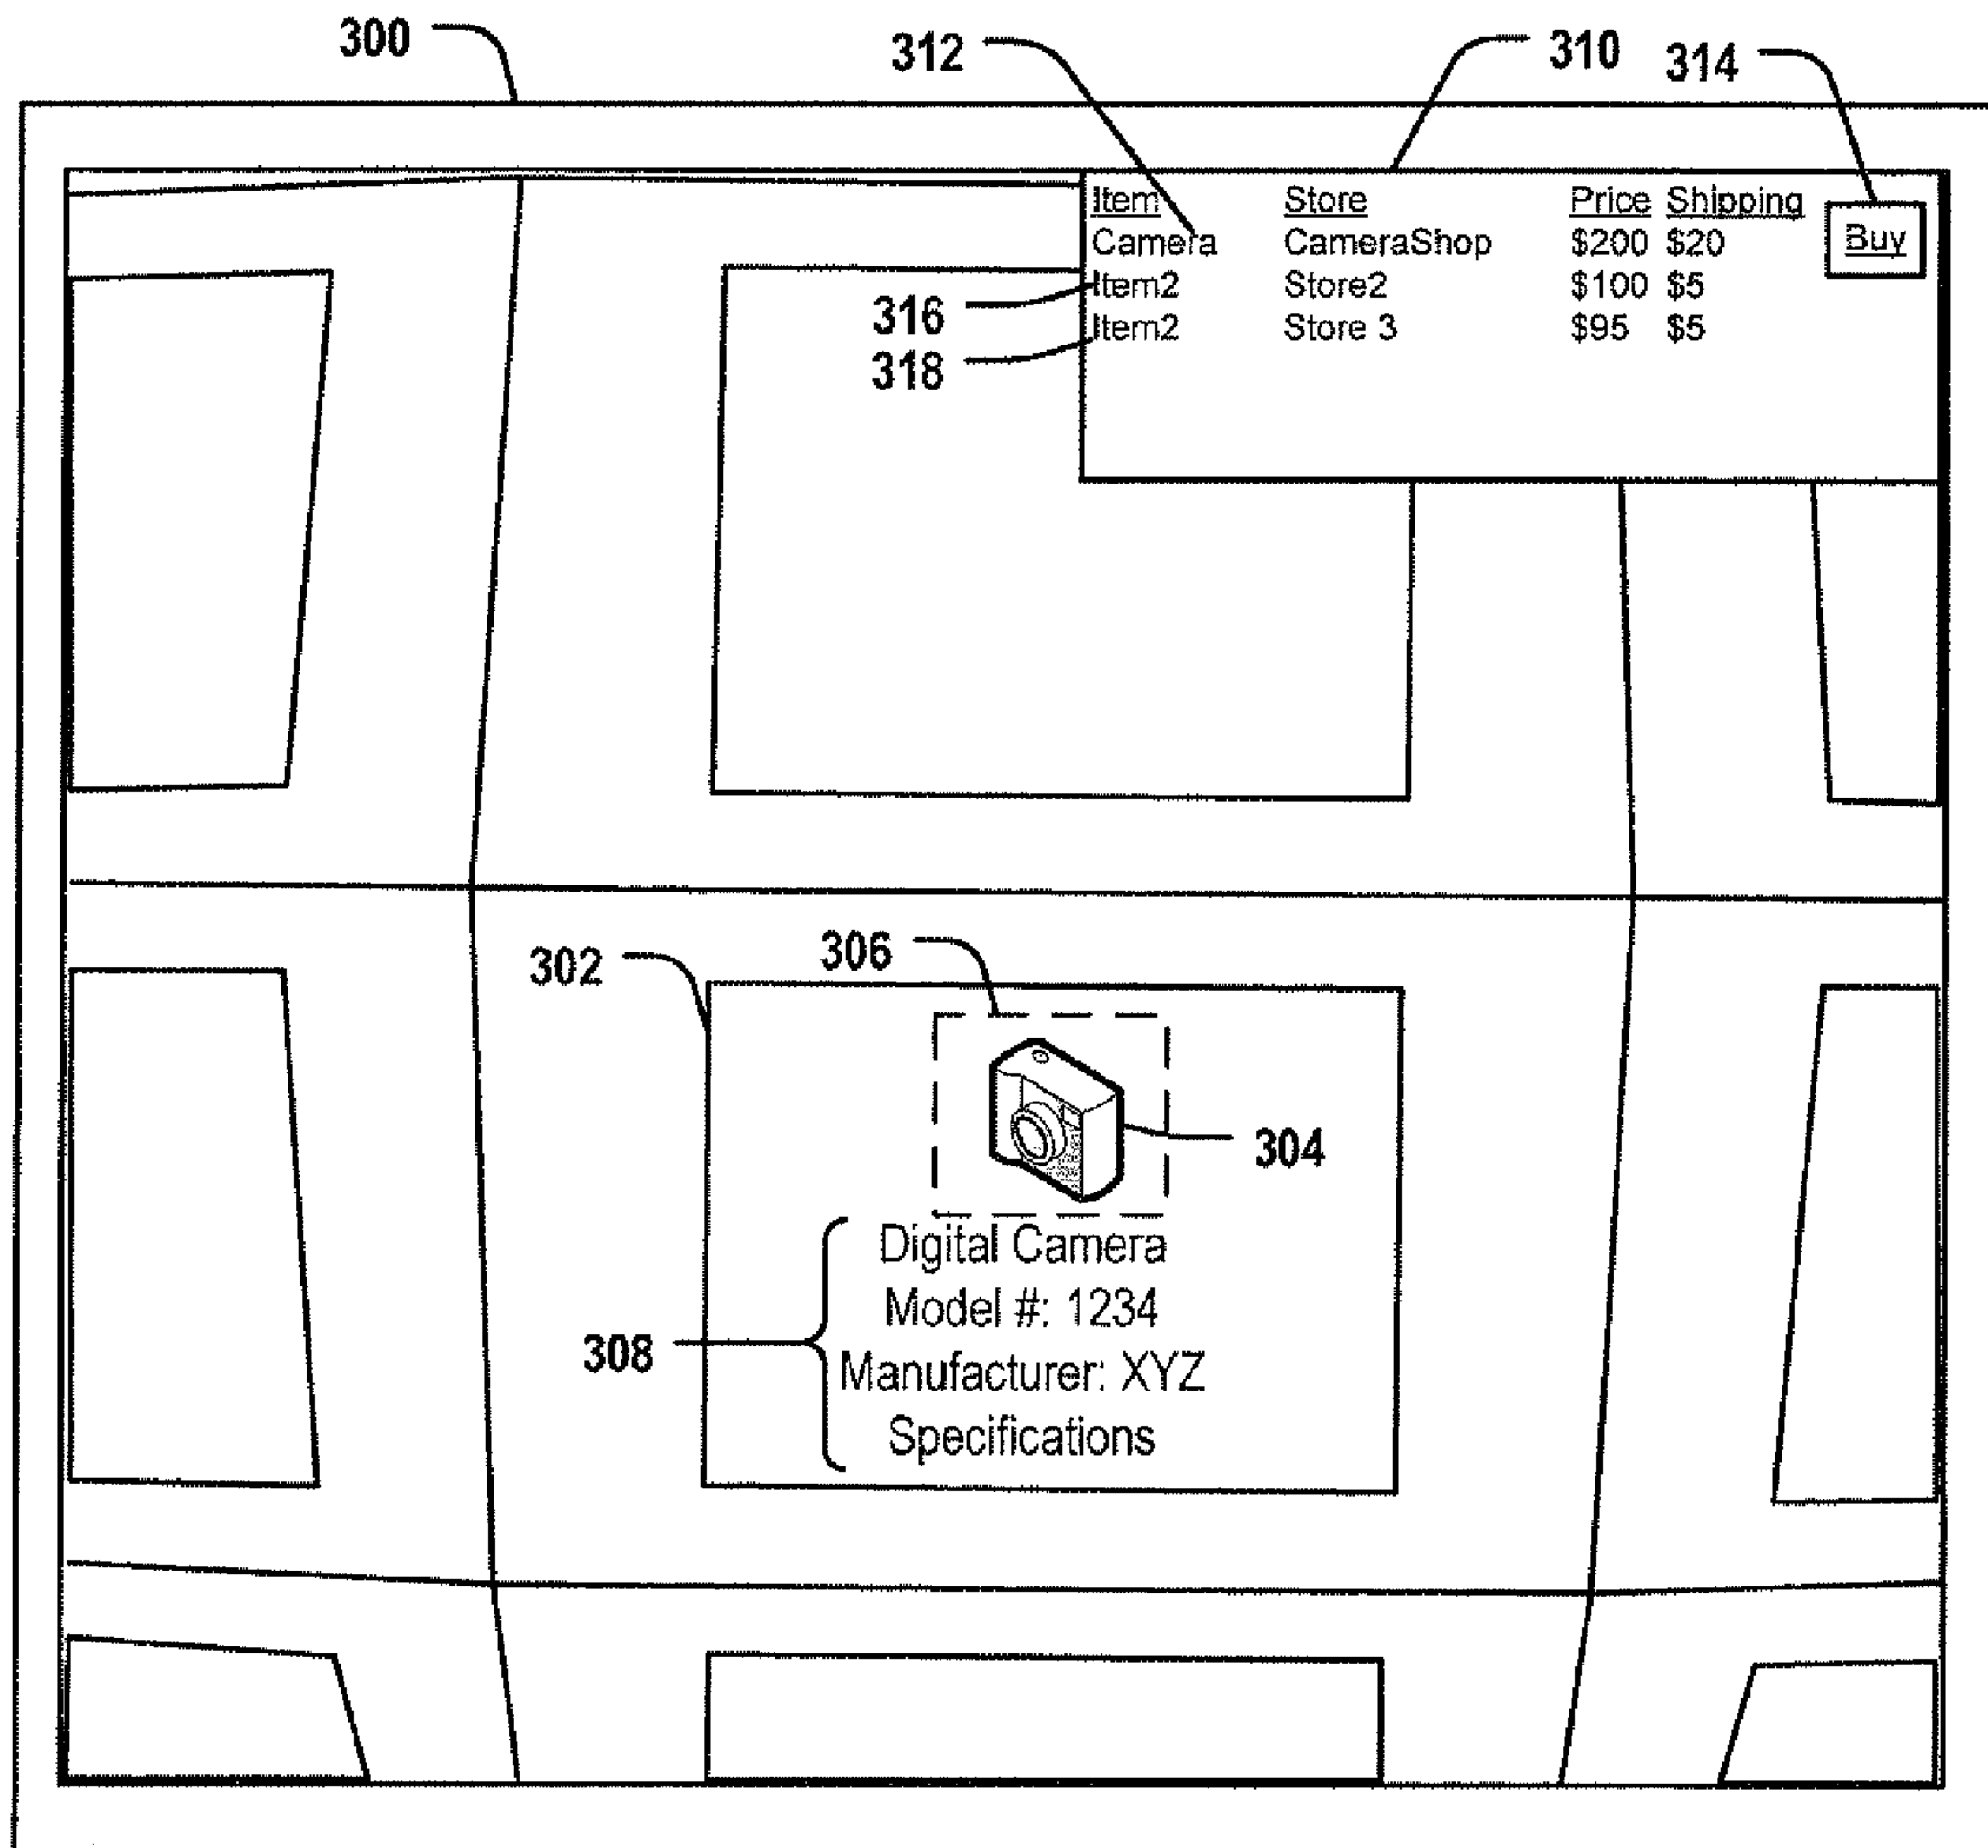 300
312
310
314
Item Store Price Shipping
Camera CameraShop $200 $20
Buy
Item2 Store2 $100 $5
316
Item2 Store 3 $95 $5
318
306
302
304
Digital Camera
Model #: 1234
308
Manufacturer: XYZ
Specifications